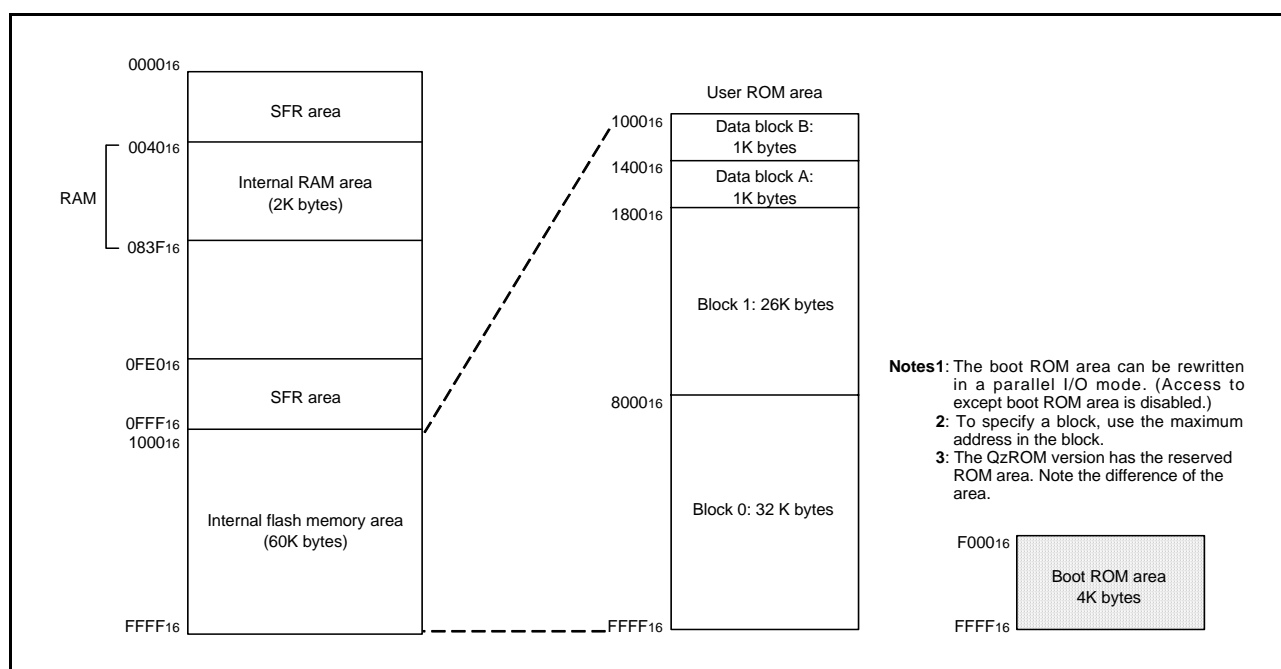 0000₁₆
SFR area
0040₁₆
RAM
Internal RAM area
(2K bytes)
083F₁₆
0FE0₁₆
SFR area
0FFF₁₆
1000₁₆
Internal flash memory area
(60K bytes)
FFFF₁₆
User ROM area
1000₁₆
Data block B:
1K bytes
1400₁₆
Data block A:
1K bytes
1800₁₆
Block 1: 26K bytes
8000₁₆
Block 0: 32 K bytes
FFFF₁₆
Notes1: The boot ROM area can be rewritten
in a parallel I/O mode. (Access to
except boot ROM area is disabled.)
2: To specify a block, use the maximum
address in the block.
3: The QzROM version has the reserved
ROM area. Note the difference of the
area.
F000₁₆
Boot ROM area
4K bytes
FFFF₁₆